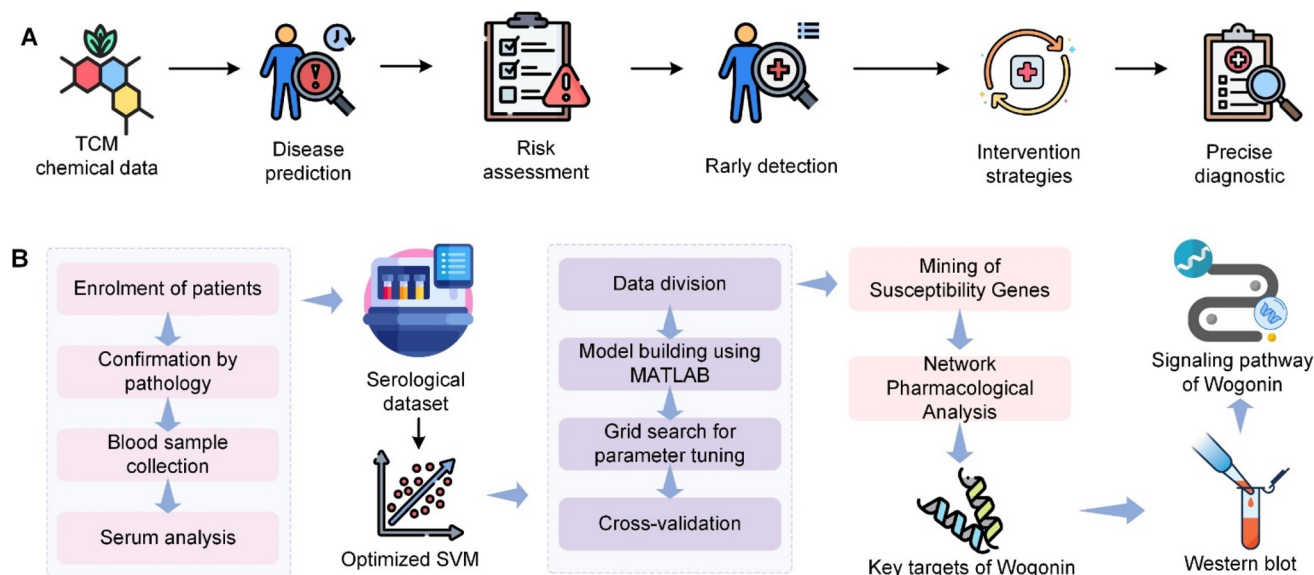 A
TCM
chemical data
Disease
prediction
Risk
assessment
Rarly detection
Intervention
strategies
Precise
diagnostic
B
Enrolment of patients
Confirmation by
pathology
Blood sample
collection
Serum analysis
Serological
dataset
Optimized SVM
Data division
Model building using
MATLAB
Grid search for
parameter tuning
Cross-validation
Mining of
Susceptibility Genes
Network
Pharmacological
Analysis
Key targets of Wogonin
Signaling pathway
of Wogonin
Western blot